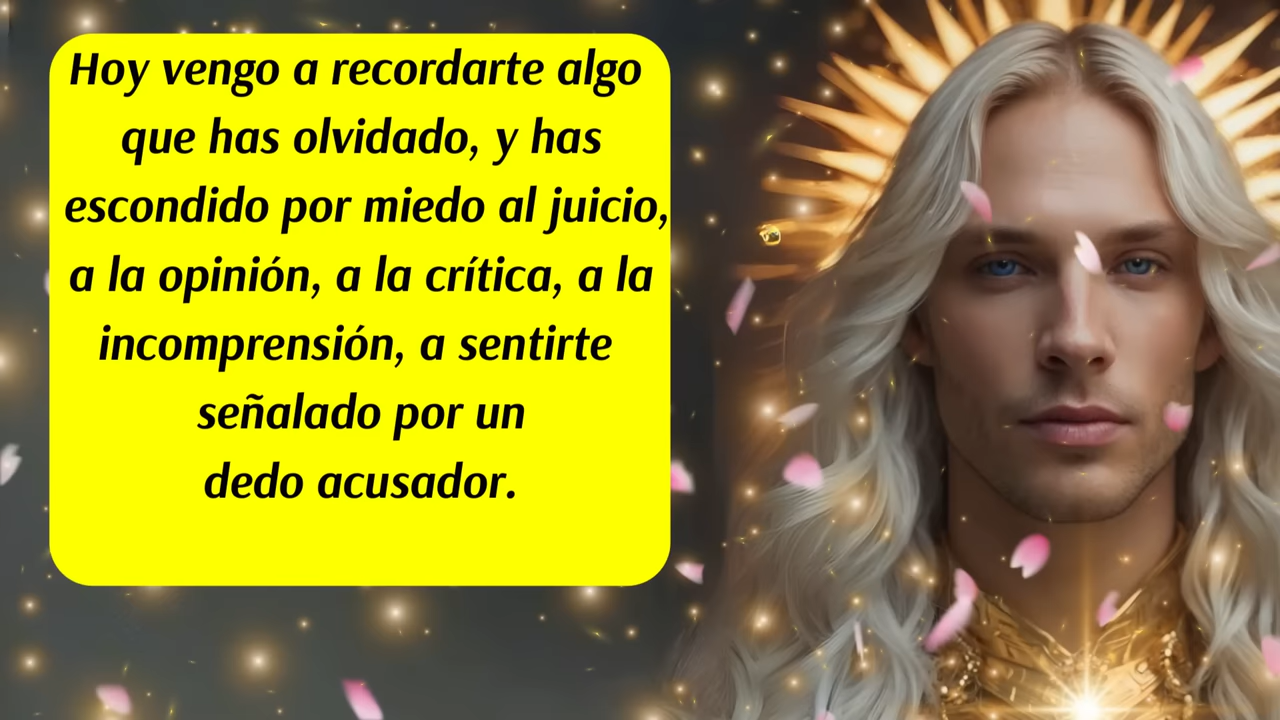 Hoy vengo a recordarte algo
que has olvidado, y has
escondido por miedo al juicio,
a la opinión, a la crítica, a la
incomprensión, a sentirte
señalado por un
dedo acusador.